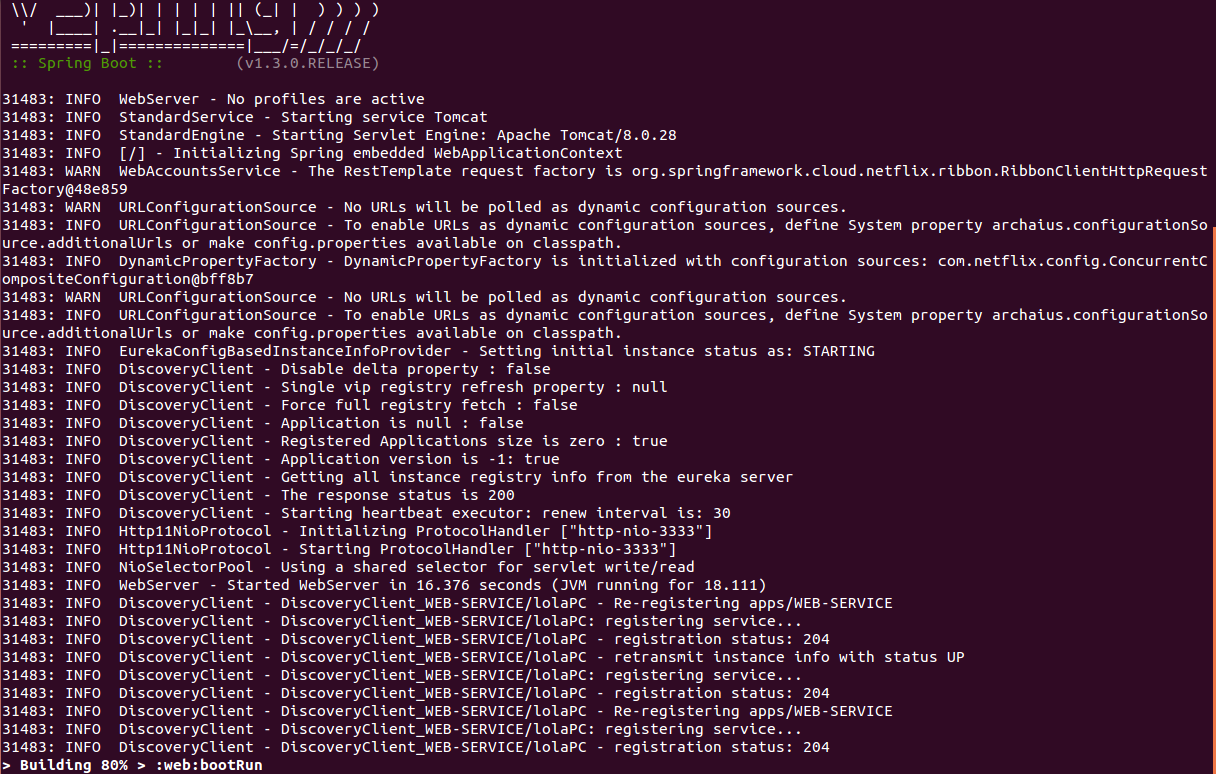 \\/  ___)| |_)| | | | | || (_| |  ) ) ) )
  '  |____| .__|_| |_|_| |_\__, | / / / /
 =========|_|==============|___/=/_/_/_/
 :: Spring Boot ::        (v1.3.0.RELEASE)
31483: INFO  WebServer - No profiles are active
31483: INFO  StandardService - Starting service Tomcat
31483: INFO  StandardEngine - Starting Servlet Engine: Apache Tomcat/8.0.28
31483: INFO  [/] - Initializing Spring embedded WebApplicationContext
31483: WARN  WebAccountsService - The RestTemplate request factory is org.springframework.cloud.netflix.ribbon.RibbonClientHttpRequest
Factory@48e859
31483: WARN  URLConfigurationSource - No URLs will be polled as dynamic configuration sources.
31483: INFO  URLConfigurationSource - To enable URLs as dynamic configuration sources, define System property archaius.configurationSo
urce.additionalUrls or make config.properties available on classpath.
31483: INFO  DynamicPropertyFactory - DynamicPropertyFactory is initialized with configuration sources: com.netflix.config.ConcurrentC
ompositeConfiguration@bff8b7
31483: WARN  URLConfigurationSource - No URLs will be polled as dynamic configuration sources.
31483: INFO  URLConfigurationSource - To enable URLs as dynamic configuration sources, define System property archaius.configurationSo
urce.additionalUrls or make config.properties available on classpath.
31483: INFO  EurekaConfigBasedInstanceInfoProvider - Setting initial instance status as: STARTING
31483: INFO  DiscoveryClient - Disable delta property : false
31483: INFO  DiscoveryClient - Single vip registry refresh property : null
31483: INFO  DiscoveryClient - Force full registry fetch : false
31483: INFO  DiscoveryClient - Application is null : false
31483: INFO  DiscoveryClient - Registered Applications size is zero : true
31483: INFO  DiscoveryClient - Application version is -1: true
31483: INFO  DiscoveryClient - Getting all instance registry info from the eureka server
31483: INFO  DiscoveryClient - The response status is 200
31483: INFO  DiscoveryClient - Starting heartbeat executor: renew interval is: 30
31483: INFO  Http11NioProtocol - Initializing ProtocolHandler ["http-nio-3333"]
31483: INFO  Http11NioProtocol - Starting ProtocolHandler ["http-nio-3333"]
31483: INFO  NioSelectorPool - Using a shared selector for servlet write/read
31483: INFO  WebServer - Started WebServer in 16.376 seconds (JVM running for 18.111)
31483: INFO  DiscoveryClient - DiscoveryClient_WEB-SERVICE/lolaPC - Re-registering apps/WEB-SERVICE
31483: INFO  DiscoveryClient - DiscoveryClient_WEB-SERVICE/lolaPC: registering service...
31483: INFO  DiscoveryClient - DiscoveryClient_WEB-SERVICE/lolaPC - registration status: 204
31483: INFO  DiscoveryClient - DiscoveryClient_WEB-SERVICE/lolaPC - retransmit instance info with status UP
31483: INFO  DiscoveryClient - DiscoveryClient_WEB-SERVICE/lolaPC: registering service...
31483: INFO  DiscoveryClient - DiscoveryClient_WEB-SERVICE/lolaPC - registration status: 204
31483: INFO  DiscoveryClient - DiscoveryClient_WEB-SERVICE/lolaPC - Re-registering apps/WEB-SERVICE
31483: INFO  DiscoveryClient - DiscoveryClient_WEB-SERVICE/lolaPC: registering service...
31483: INFO  DiscoveryClient - DiscoveryClient_WEB-SERVICE/lolaPC - registration status: 204
> Building 80% > :web:bootRun